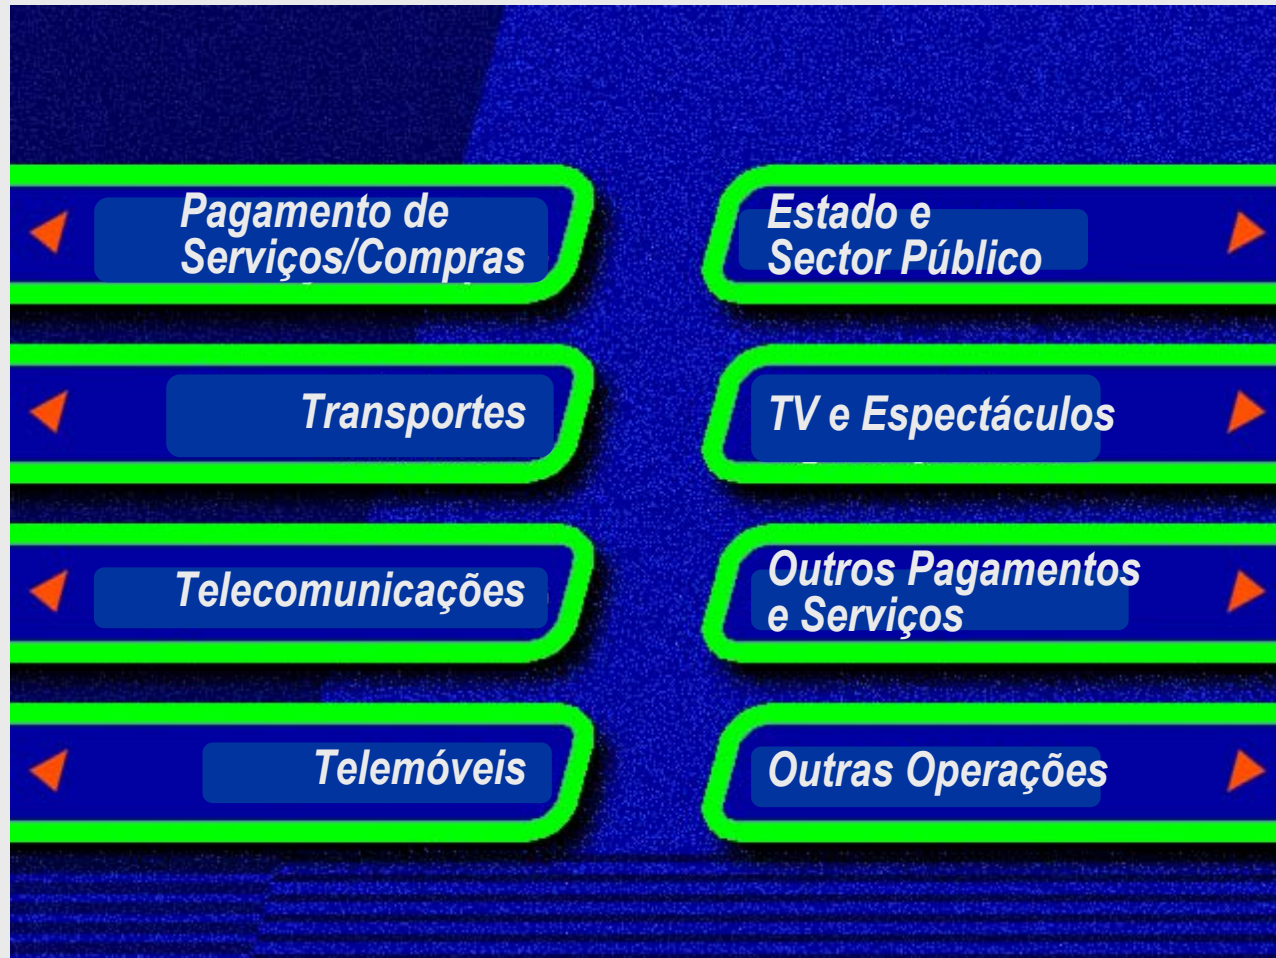 Pagamento de
Serviços/Compras
Estado e
Sector Público
Transportes
TV e Espectáculos
Telecomunicações
Outros Pagamentos
e Serviços
Telemóveis
Outras Operações